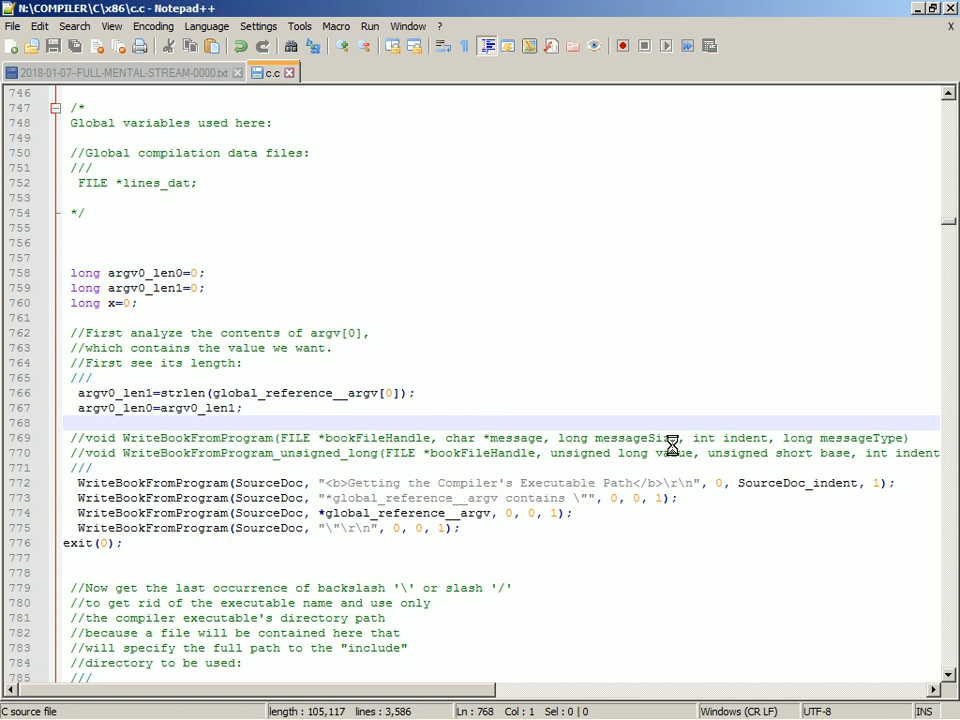 N:\COMPILER\C\x86\c.c - Notepad++
File Edit Search View Encoding Language Settings Tools Macro Run Window ? X
2018-01-07--FULL-MENTAL-STREAM-0000.txt c.c
746
747 /*
748 Global variables used here:
749
750 //Global compilation data files:
751 ///
752 FILE *lines_dat;
753
754 */
755
756
757
758 long argv0_len0=0;
759 long argv0_len1=0;
760 long x=0;
761
762 //First analyze the contents of argv[0],
763 //which contains the value we want.
764 //First see its length:
765 ///
766 argv0_len1=strlen(global_reference__argv[0]);
767 argv0_len0=argv0_len1;
768
769 //void WriteBookFromProgram(FILE *bookFileHandle, char *message, long messageSize, int indent, long messageType)
770 //void WriteBookFromProgram_unsigned_long(FILE *bookFileHandle, unsigned long value, unsigned short base, int indent
771 ///
772 WriteBookFromProgram(SourceDoc, "<b>Getting the Compiler's Executable Path</b>\r\n", 0, SourceDoc_indent, 1);
773 WriteBookFromProgram(SourceDoc, "*global_reference__argv contains \"", 0, 0, 1);
774 WriteBookFromProgram(SourceDoc, *global_reference__argv, 0, 0, 1);
775 WriteBookFromProgram(SourceDoc, "\"\r\n", 0, 0, 1);
776 exit(0);
777
778
779 //Now get the last occurrence of backslash '\' or slash '/'
780 //to get rid of the executable name and use only
781 //the compiler executable's directory path
782 //because a file will be contained here that
783 //will specify the full path to the "include"
784 //directory to be used:
785 ///
C source file length : 105,117 lines : 3,586 Ln : 768 Col : 1 Sel : 0 | 0 Windows (CR LF) UTF-8 INS